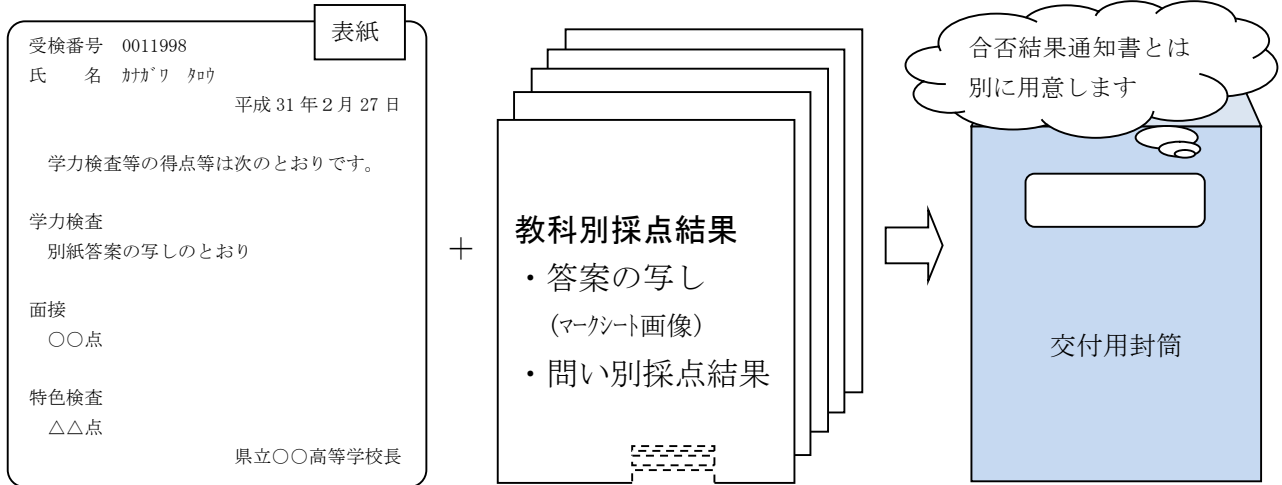 表紙
受検番号 0011998
氏　　名 ｶﾅｶﾞﾜ ﾀﾛｳ
平成 31 年２月 27 日
学力検査等の得点等は次のとおりです。
学力検査
別紙答案の写しのとおり
面接
○○点
特色検査
△△点
県立○○高等学校長
＋
教科別採点結果
・答案の写し
(ﾏｰｸｼｰﾄ画像)
・問い別採点結果
合否結果通知書とは
別に用意します
交付用封筒